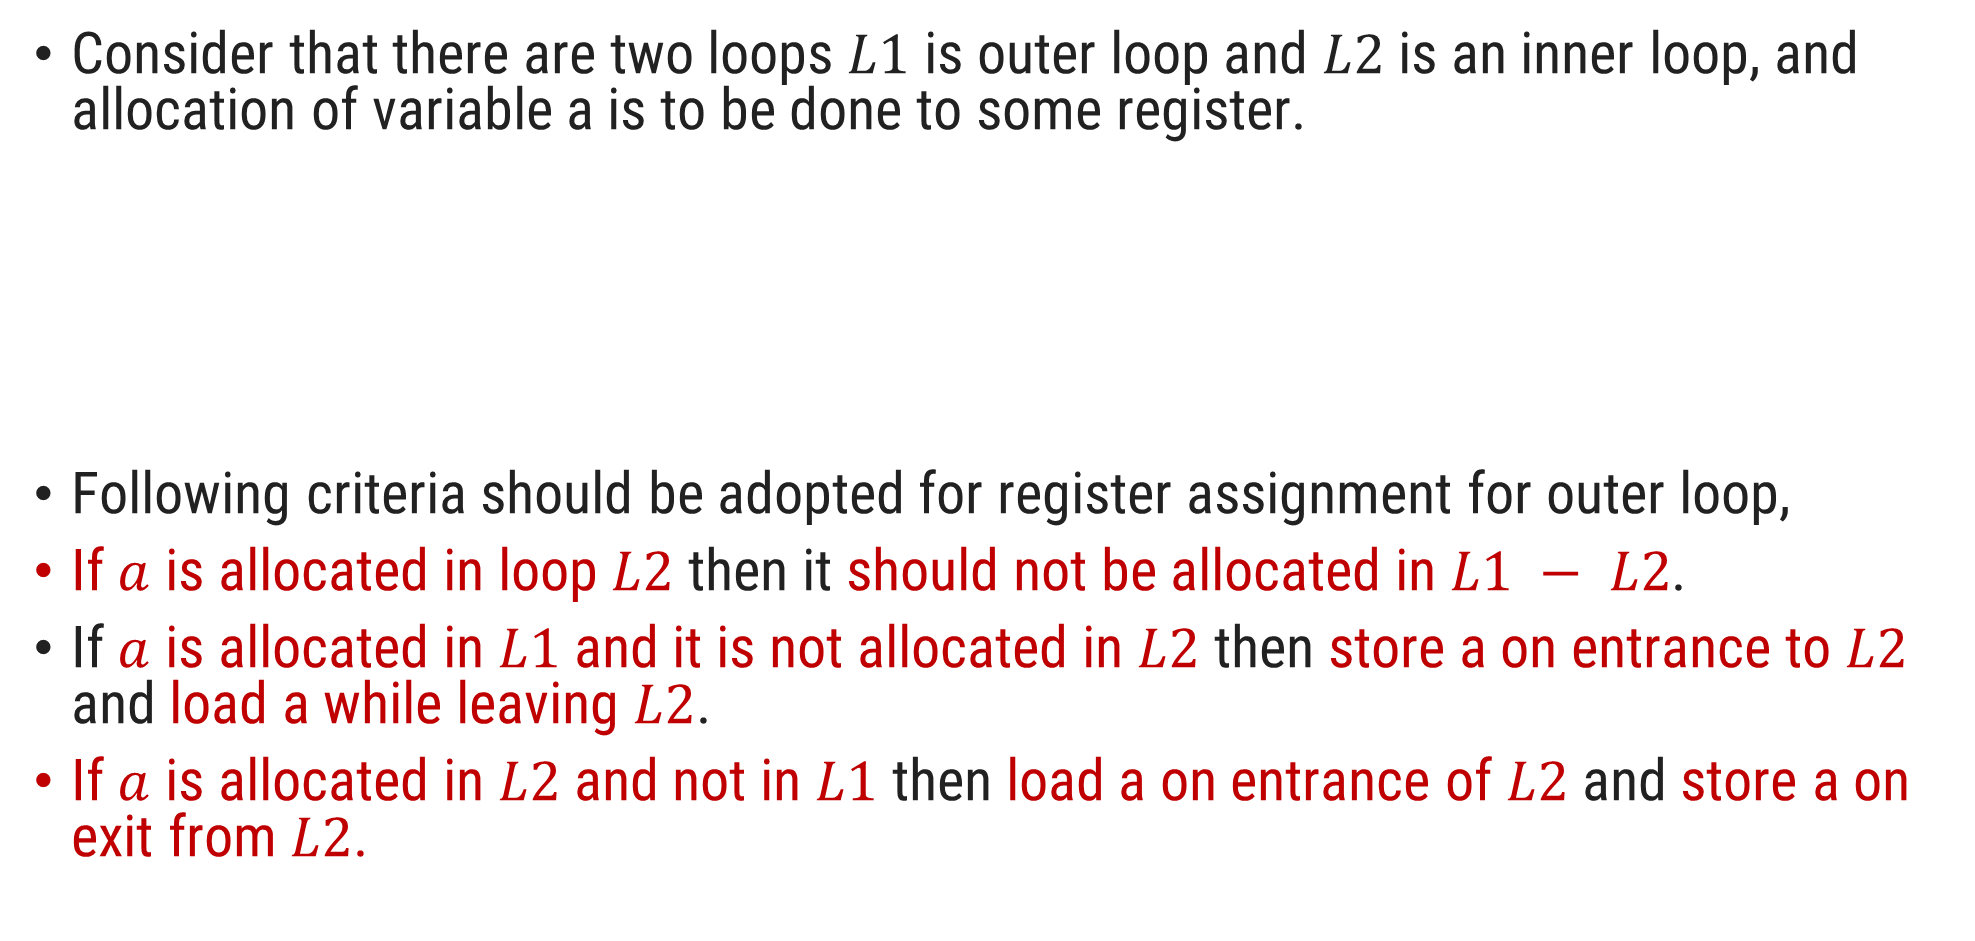 • Consider that there are two loops L1 is outer loop and L2 is an inner loop, and
allocation of variable a is to be done to some register.
• Following criteria should be adopted for register assignment for outer loop,
• If a is allocated in loop L2 then it should not be allocated in L1 − L2.
• If a is allocated in L1 and it is not allocated in L2 then store a on entrance to L2
and load a while leaving L2.
• If a is allocated in L2 and not in L1 then load a on entrance of L2 and store a on
exit from L2.